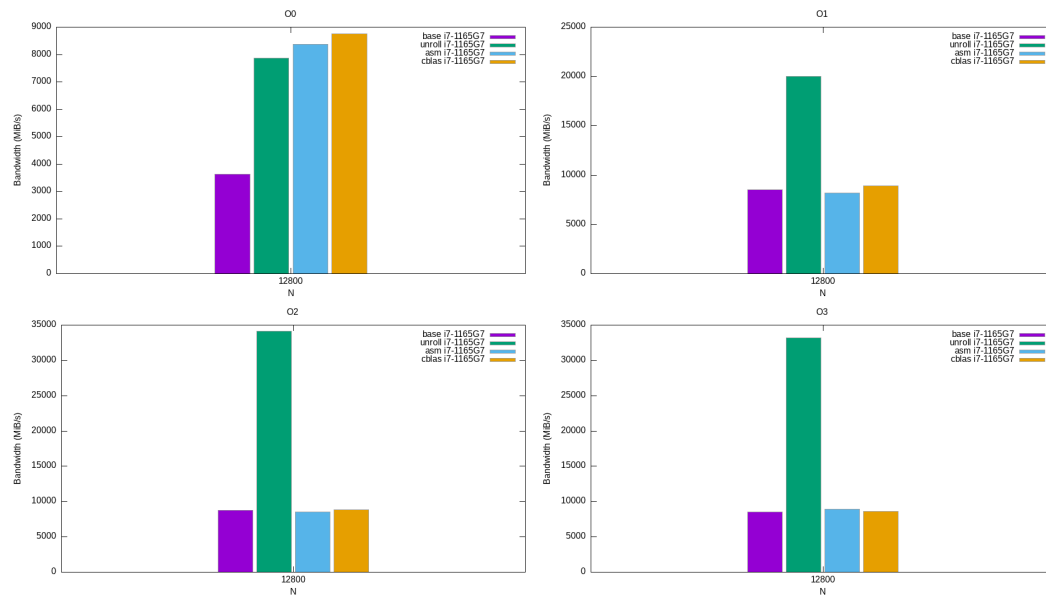 O0
9000
8000
7000
6000
5000
4000
3000
2000
1000
0
Bandwidth (MiB/s)
base i7-1165G7
unroll i7-1165G7
asm i7-1165G7
cblas i7-1165G7
12800
N
O1
25000
20000
15000
10000
5000
0
Bandwidth (MiB/s)
base i7-1165G7
unroll i7-1165G7
asm i7-1165G7
cblas i7-1165G7
12800
N
O2
35000
30000
25000
20000
15000
10000
5000
0
Bandwidth (MiB/s)
base i7-1165G7
unroll i7-1165G7
asm i7-1165G7
cblas i7-1165G7
12800
N
O3
35000
30000
25000
20000
15000
10000
5000
0
Bandwidth (MiB/s)
base i7-1165G7
unroll i7-1165G7
asm i7-1165G7
cblas i7-1165G7
12800
N